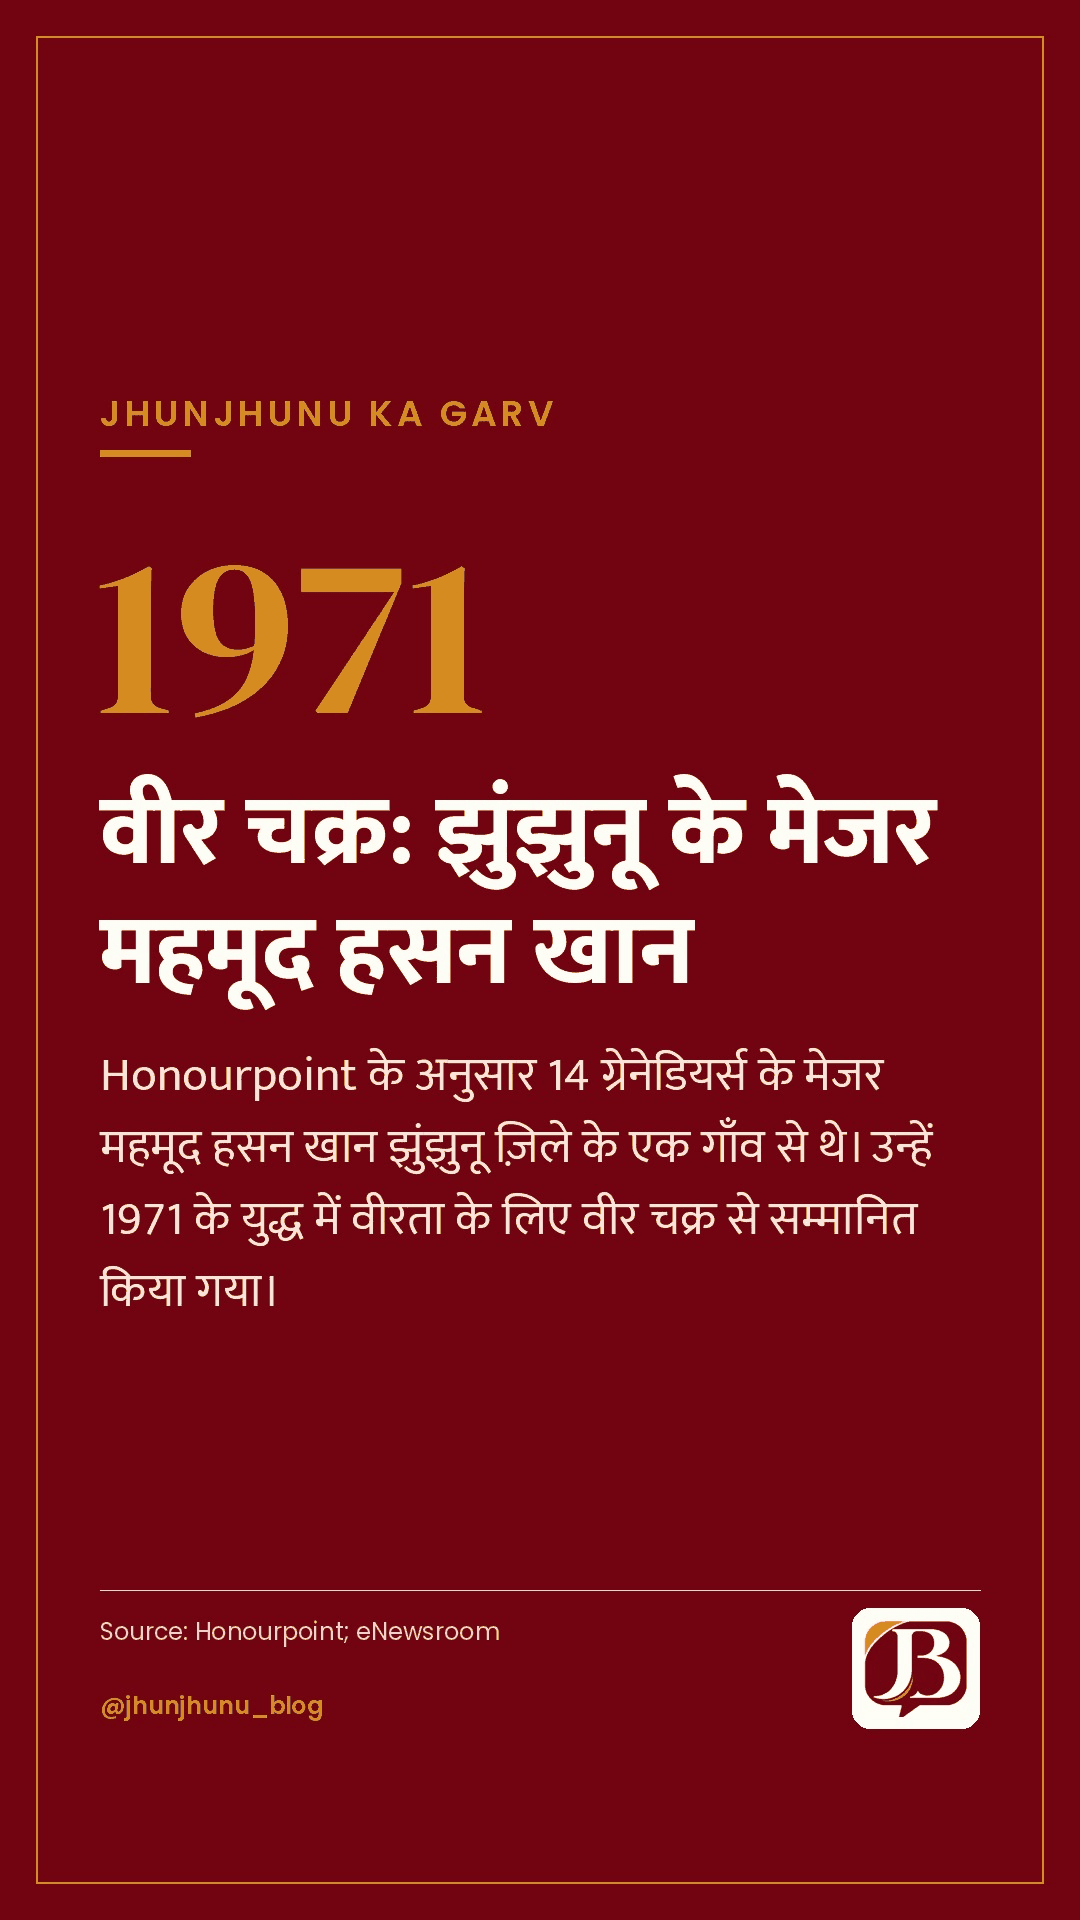 JHUNJHUNU KA GARV
1971
वीर चक्र: झुंझुनू के मेजर
महमूद हसन खान
Honourpoint के अनुसार 14 ग्रेनेडियर्स के मेजर
महमूद हसन खान झुंझुनू ज़िले के एक गाँव से थे। उन्हें
1971 के युद्ध में वीरता के लिए वीर चक्र से सम्मानित
किया गया।
Source: Honourpoint; eNewsroom
@jhunjhunu_blog
JB